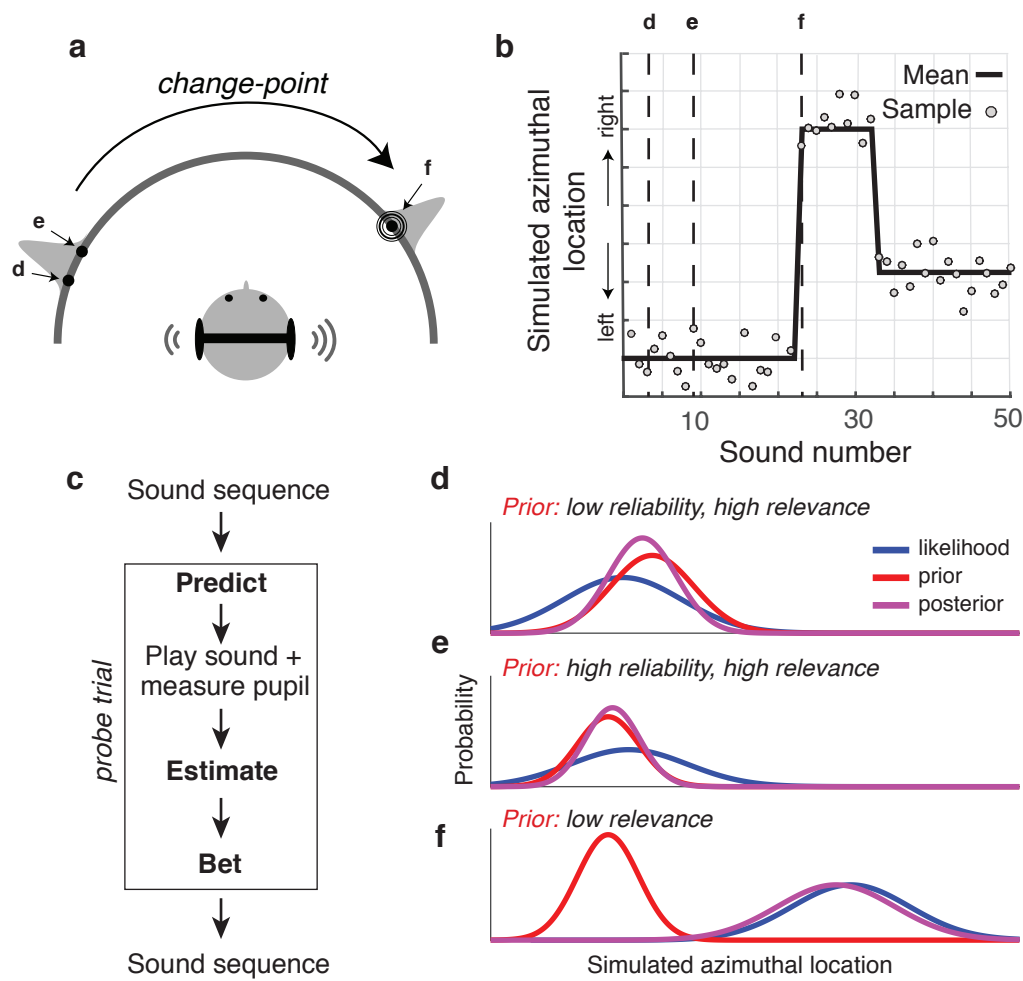 a
change-point
f
e
d
b
d e f
Mean
Sample
Simulated azimuthal
location
right
left
10 30 50
Sound number
c
Sound sequence
Predict
Play sound +
measure pupil
Estimate
Bet
probe trial
Sound sequence
d
Prior: low reliability, high relevance
likelihood
prior
posterior
e
Prior: high reliability, high relevance
Probability
f
Prior: low relevance
Simulated azimuthal location